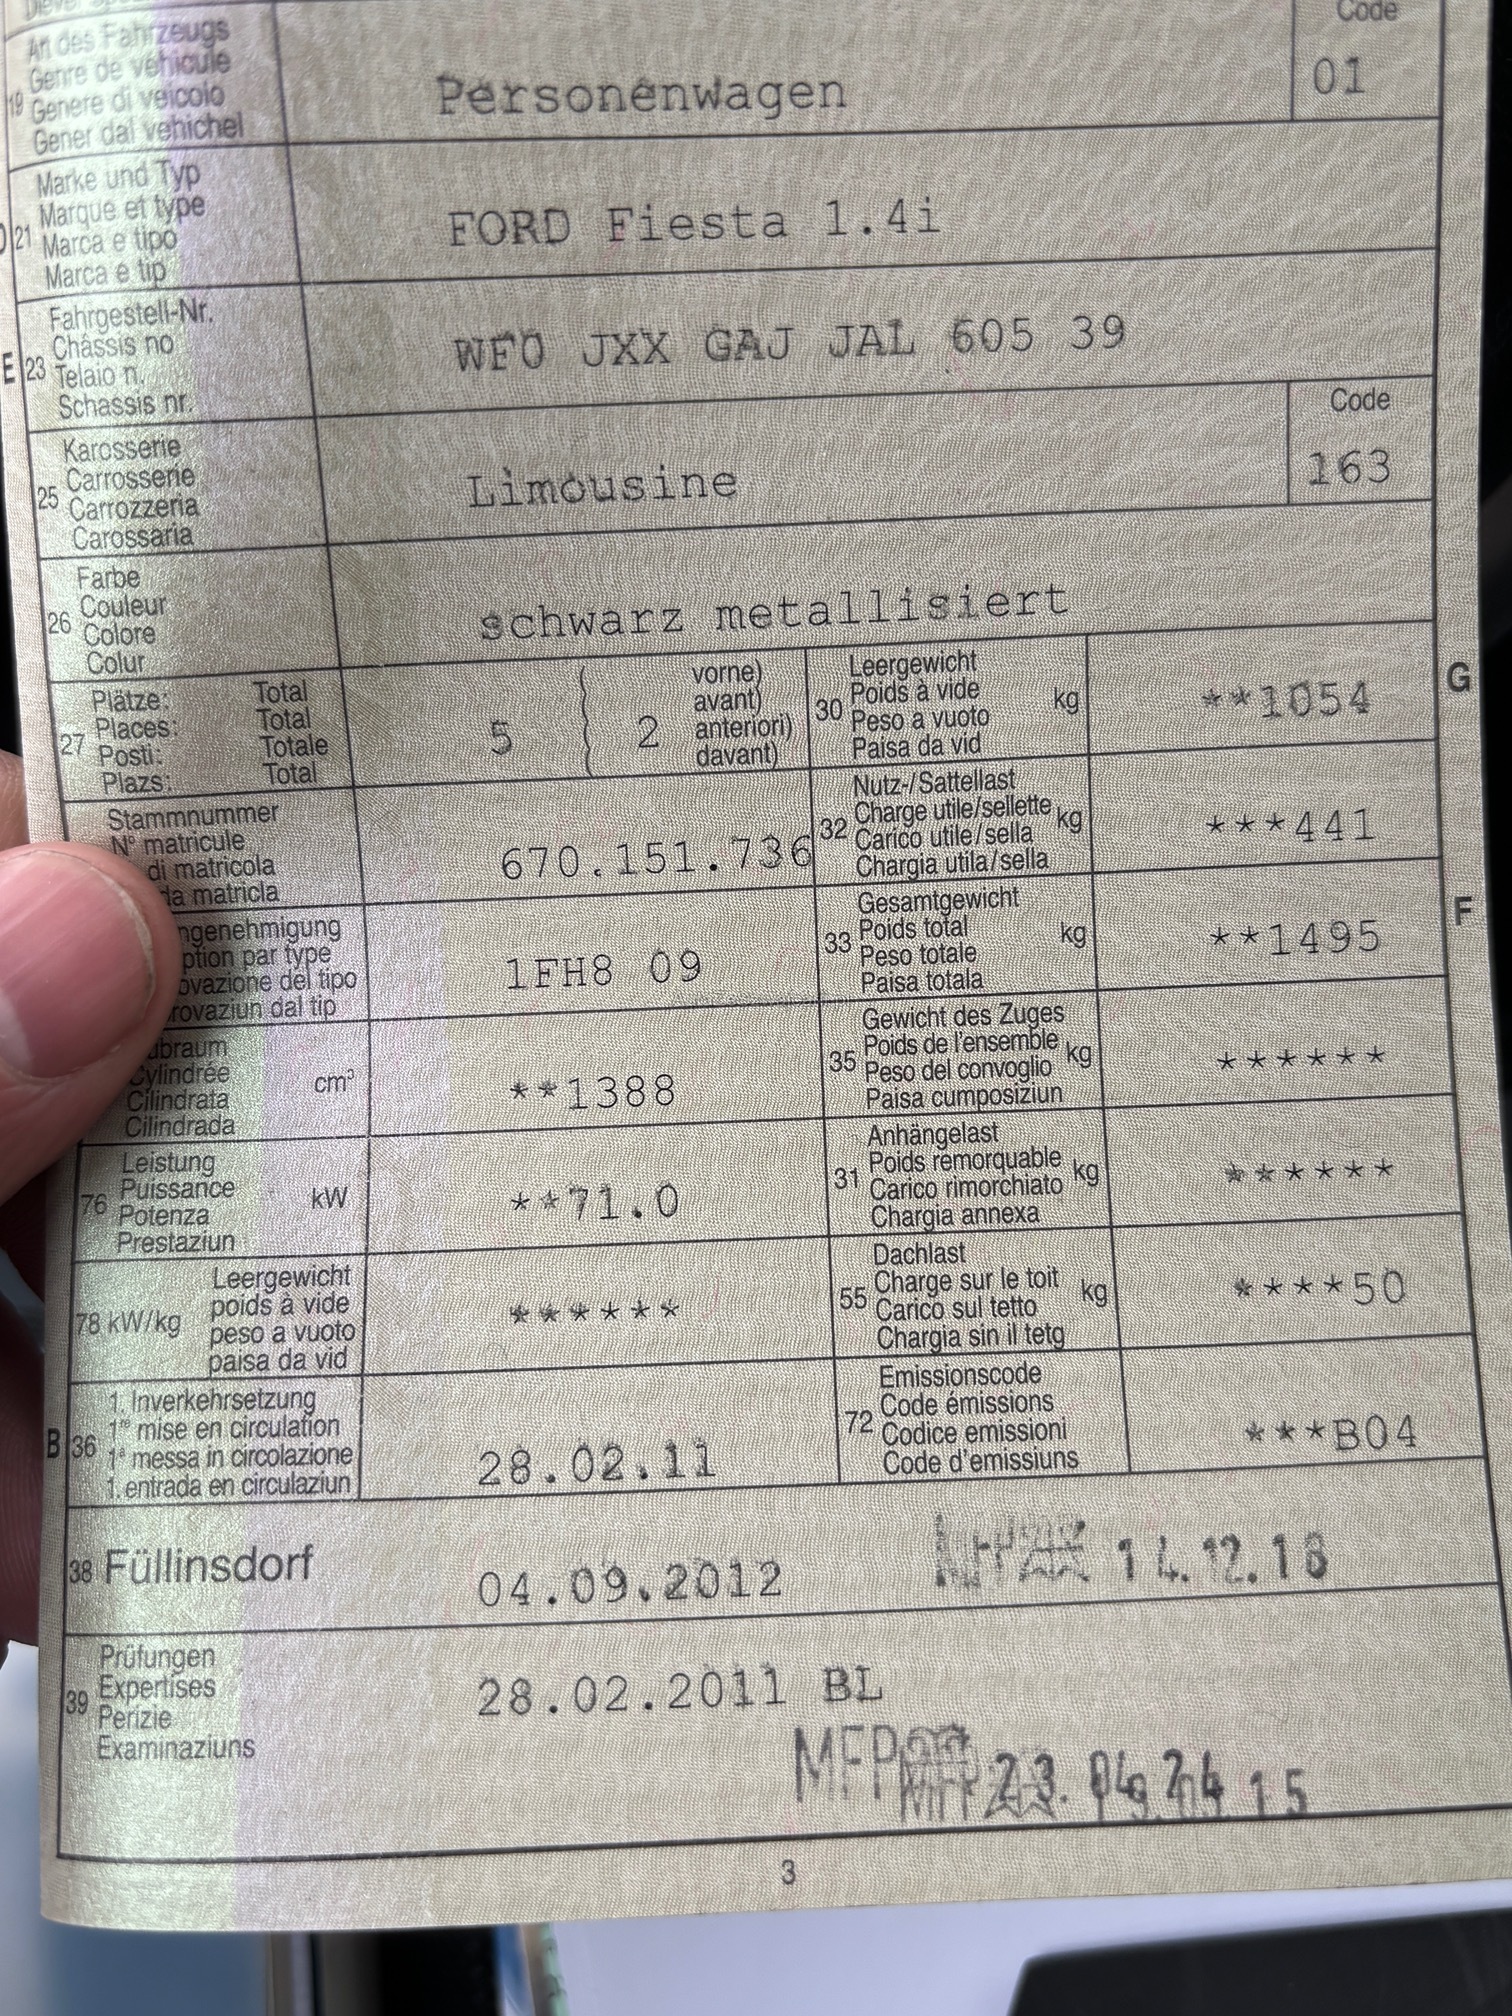 Art des Fahrzeugs
Genre de véhicule
19 Genere di veicolo
Gener dal vehichel
Personenwagen
Code
01
Marke und Typ
Marque et type
21 Marca e tipo
Marca e tip
FORD Fiesta 1.4i
Fahrgestell-Nr.
Châssis no
E 23 Telaio n.
Schassis nr.
WF0 JXX GAJ JAL 605 39
Karosserie
Carrosserie
25 Carrozzeria
Carossaria
Limousine
Code
163
Farbe
Couleur
26 Colore
Colur
schwarz metallisiert
Plätze: Total
Places: Total
27 Posti: Totale
Plazs: Total
5 2
vorne)
avant)
anteriori)
davant)
Leergewicht
30 Poids à vide kg
Peso a vuoto
Paisa da vid
**1054
G
Stammnummer
N° matricule
di matricola
da matricla
670.151.736
Nutz-/Sattellast
32 Charge utile/sellette kg
Carico utile/sella
Chargia utila/sella
***441
ngenehmigung
ption par type
ovazione del tipo
rovaziun dal tip
1FH8 09
Gesamtgewicht
33 Poids total kg
Peso totale
Paisa totala
**1495
F
ubraum
Cylindrée cm³
Cilindrata
Cilindrada
**1388
Gewicht des Zuges
35 Poids de l'ensemble kg
Peso del convoglio
Paisa cumposiziun
******
Leistung
76 Puissance kW
Potenza
Prestaziun
**71.0
Anhängelast
31 Poids remorquable kg
Carico rimorchiato
Chargia annexa
******
Leergewicht
78 kW/kg poids à vide
peso a vuoto
paisa da vid
******
Dachlast
55 Charge sur le toit kg
Carico sul tetto
Chargia sin il tetg
****50
1. Inverkehrsetzung
B 36 1re mise en circulation
1a messa in circolazione
1. entrada en circulaziun
28.02.11
Emissionscode
72 Code émissions
Codice emissioni
Code d'emissiuns
***B04
38 Füllinsdorf
04.09.2012
14.12.18
Prüfungen
39 Expertises
Perizie
Examinaziuns
28.02.2011 BL
MFP
23. 15
3